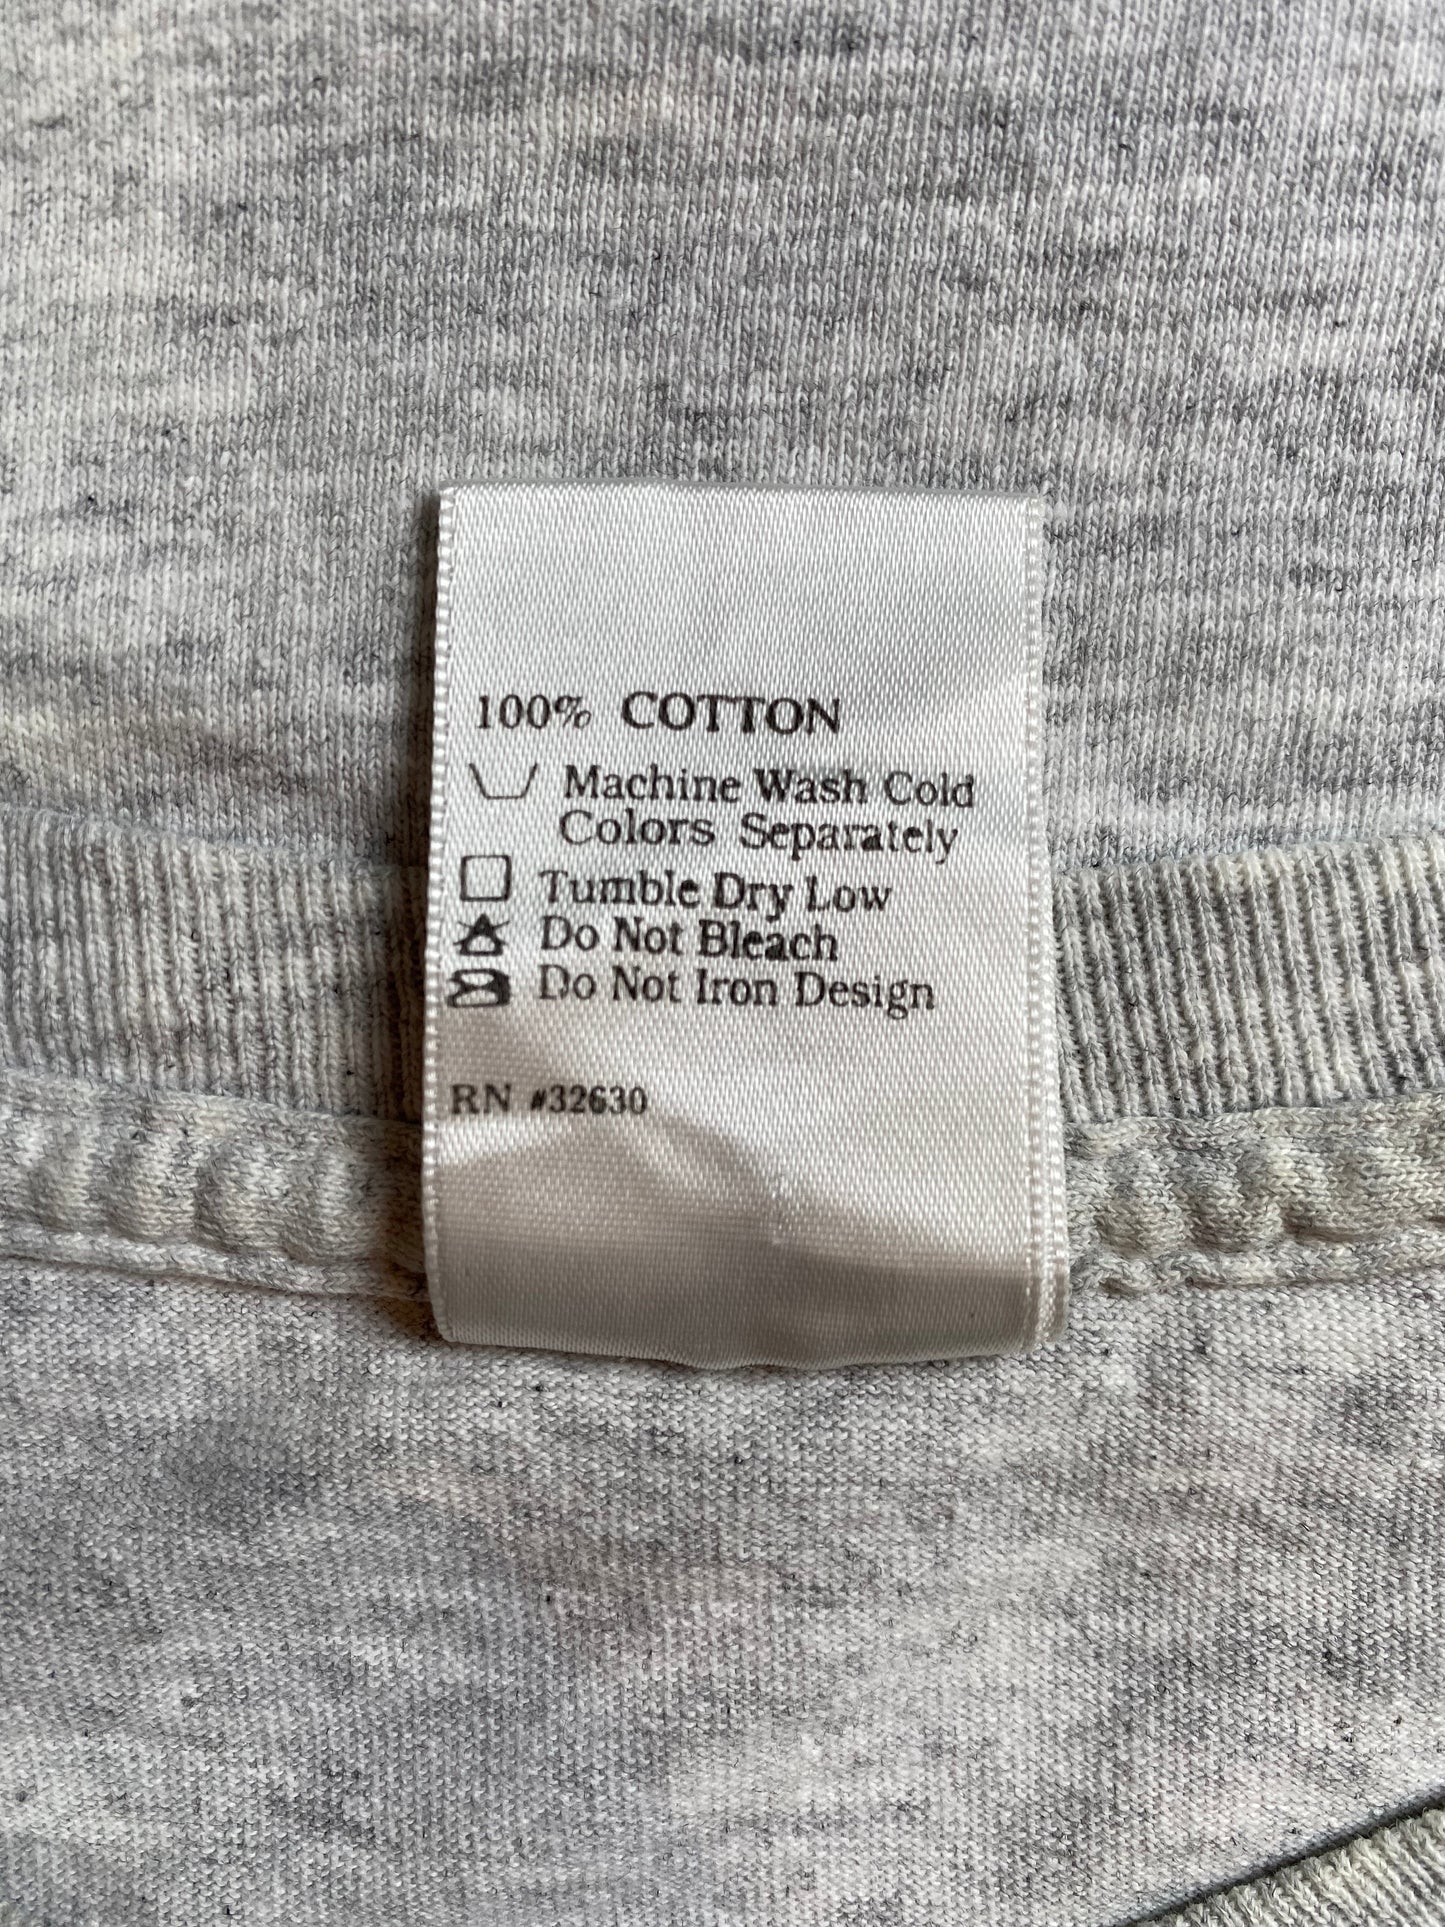 100% COTTON
Machine Wash Cold
Colors Separately
Tumble Dry Low
Do Not Bleach
Do Not Iron Design
RN #32630